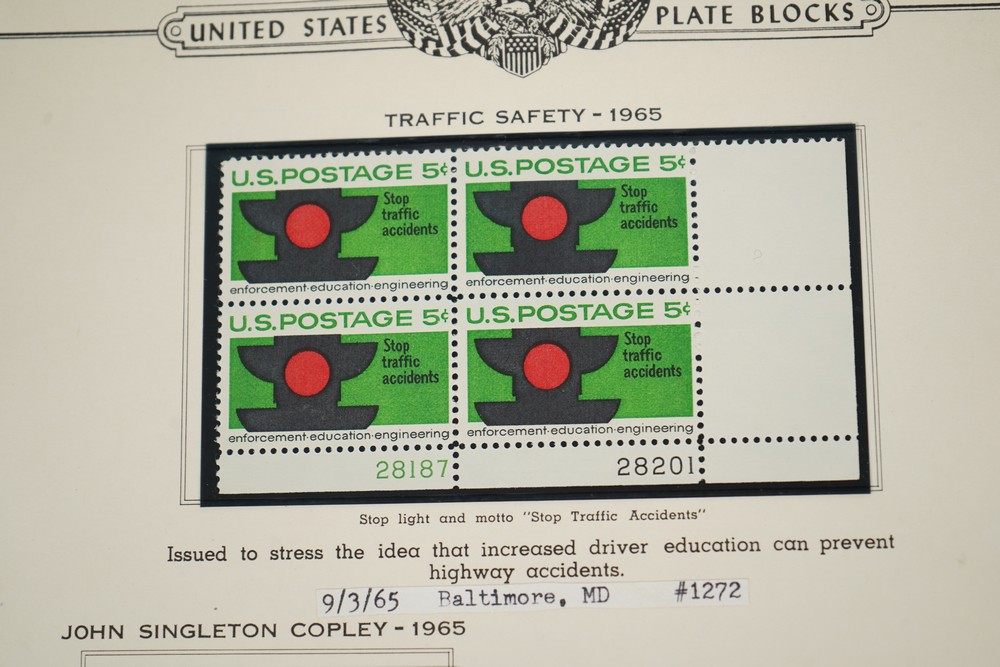 UNITED STATES PLATE BLOCKS
TRAFFIC SAFETY - 1965
U.S.POSTAGE 5¢
Stop
traffic
accidents
enforcement·education·engineering
U.S.POSTAGE 5¢
Stop
traffic
accidents
enforcement·education·engineering
U.S.POSTAGE 5¢
Stop
traffic
accidents
enforcement·education·engineering
U.S.POSTAGE 5¢
Stop
traffic
accidents
enforcement·education·engineering
28187
28201
Stop light and motto "Stop Traffic Accidents"
Issued to stress the idea that increased driver education can prevent
highway accidents.
9/3/65 Baltimore, MD #1272
JOHN SINGLETON COPLEY - 1965